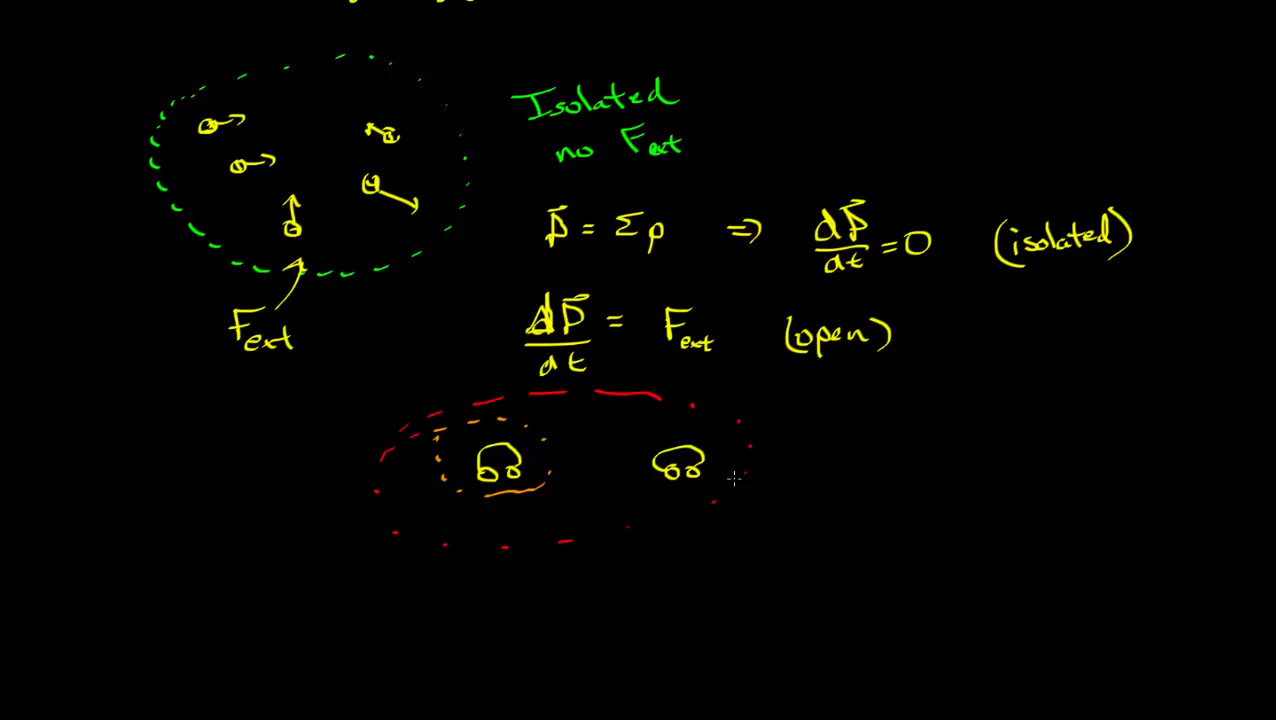 Isolated
no Fext
P⃗ = Σp ⇒ dP⃗/dt = 0 (isolated)
Fext
dP⃗/dt = Fext (open)